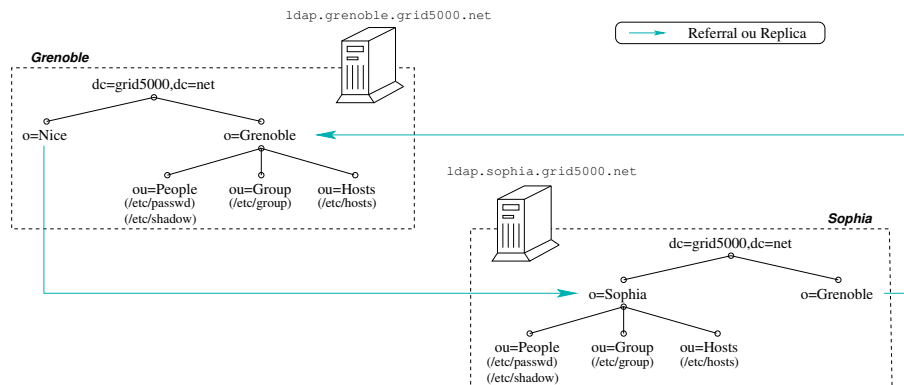 ldap.grenoble.grid5000.net
Referral ou Replica
Grenoble
dc=grid5000,dc=net
o=Nice
o=Grenoble
ou=People
(/etc/passwd)
(/etc/shadow)
ou=Group
(/etc/group)
ou=Hosts
(/etc/hosts)
ldap.sophia.grid5000.net
Sophia
dc=grid5000,dc=net
o=Sophia
o=Grenoble
ou=People
(/etc/passwd)
(/etc/shadow)
ou=Group
(/etc/group)
ou=Hosts
(/etc/hosts)